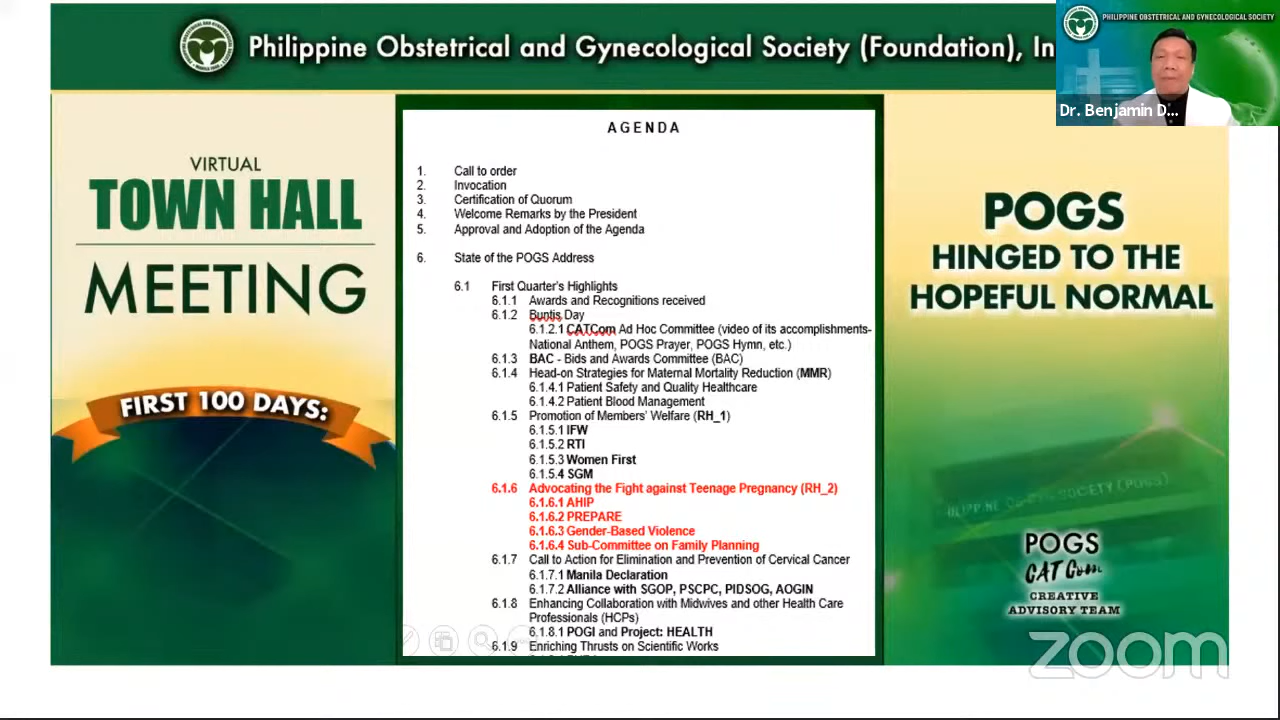 Philippine Obstetrical and Gynecological Society (Foundation), In
PHILIPPINE OBSTETRICAL AND GYNECOLOGICAL SOCIETY
Dr. Benjamin D...
VIRTUAL
TOWN HALL
MEETING
FIRST 100 DAYS:
AGENDA
1. Call to order
2. Invocation
3. Certification of Quorum
4. Welcome Remarks by the President
5. Approval and Adoption of the Agenda
6. State of the POGS Address
6.1 First Quarter's Highlights
6.1.1 Awards and Recognitions received
6.1.2 Buntis Day
6.1.2.1 CATCom Ad Hoc Committee (video of its accomplishments-
National Anthem, POGS Prayer, POGS Hymn, etc.)
6.1.3 BAC - Bids and Awards Committee (BAC)
6.1.4 Head-on Strategies for Maternal Mortality Reduction (MMR)
6.1.4.1 Patient Safety and Quality Healthcare
6.1.4.2 Patient Blood Management
6.1.5 Promotion of Members' Welfare (RH_1)
6.1.5.1 IFW
6.1.5.2 RTI
6.1.5.3 Women First
6.1.5.4 SGM
6.1.6 Advocating the Fight against Teenage Pregnancy (RH_2)
6.1.6.1 AHIP
6.1.6.2 PREPARE
6.1.6.3 Gender-Based Violence
6.1.6.4 Sub-Committee on Family Planning
6.1.7 Call to Action for Elimination and Prevention of Cervical Cancer
6.1.7.1 Manila Declaration
6.1.7.2 Alliance with SGOP, PSCPC, PIDSOG, AOGIN
6.1.8 Enhancing Collaboration with Midwives and other Health Care
Professionals (HCPs)
6.1.8.1 POGI and Project: HEALTH
6.1.9 Enriching Thrusts on Scientific Works
POGS
HINGED TO THE
HOPEFUL NORMAL
SOCIETY (POGS)
POGS
CAT Com
CREATIVE
ADVISORY TEAM
zoom